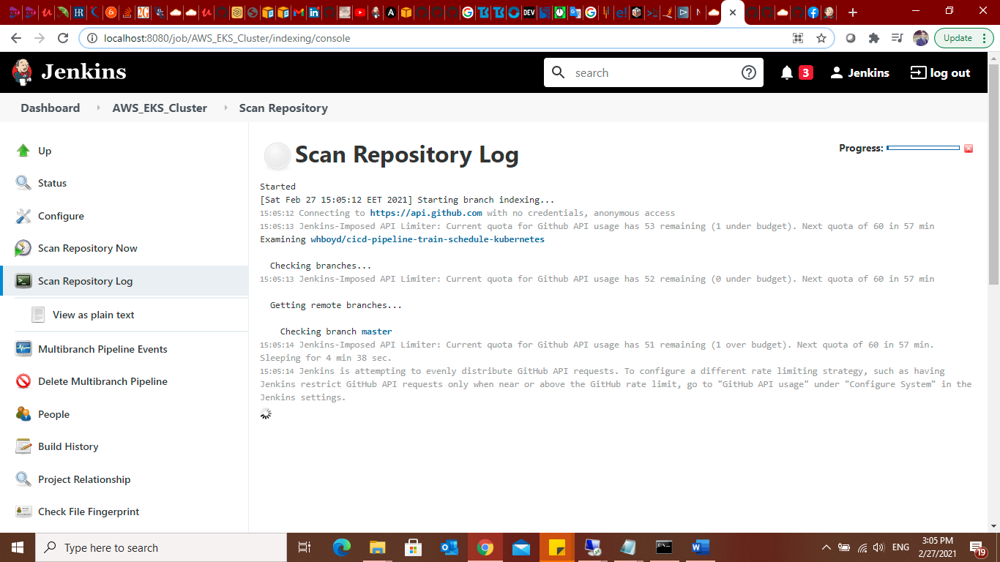 localhost:8080/job/AWS_EKS_Cluster/indexing/console
Update
Jenkins
search
3
Jenkins
log out
Dashboard
AWS_EKS_Cluster
Scan Repository
Up
Status
Configure
Scan Repository Now
Scan Repository Log
View as plain text
Multibranch Pipeline Events
Delete Multibranch Pipeline
People
Build History
Project Relationship
Check File Fingerprint
Scan Repository Log
Progress:
Started
[Sat Feb 27 15:05:12 EET 2021] Starting branch indexing...
15:05:12 Connecting to https://api.github.com with no credentials, anonymous access
15:05:13 Jenkins-Imposed API Limiter: Current quota for Github API usage has 53 remaining (1 under budget). Next quota of 60 in 57 min
Examining whboyd/cicd-pipeline-train-schedule-kubernetes
Checking branches...
15:05:13 Jenkins-Imposed API Limiter: Current quota for Github API usage has 52 remaining (0 under budget). Next quota of 60 in 57 min
Getting remote branches...
Checking branch master
15:05:14 Jenkins-Imposed API Limiter: Current quota for Github API usage has 51 remaining (1 over budget). Next quota of 60 in 57 min.
Sleeping for 4 min 38 sec.
15:05:14 Jenkins is attempting to evenly distribute GitHub API requests. To configure a different rate limiting strategy, such as having
Jenkins restrict GitHub API requests only when near or above the GitHub rate limit, go to "GitHub API usage" under "Configure System" in the
Jenkins settings.
Type here to search
ENG
3:05 PM
2/27/2021
19